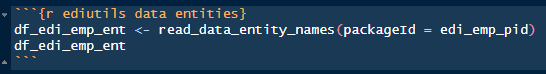 ```{r ediutils data entities}
df_edi_emp_ent <- read_data_entity_names(packageId = edi_emp_pid)
df_edi_emp_ent
```